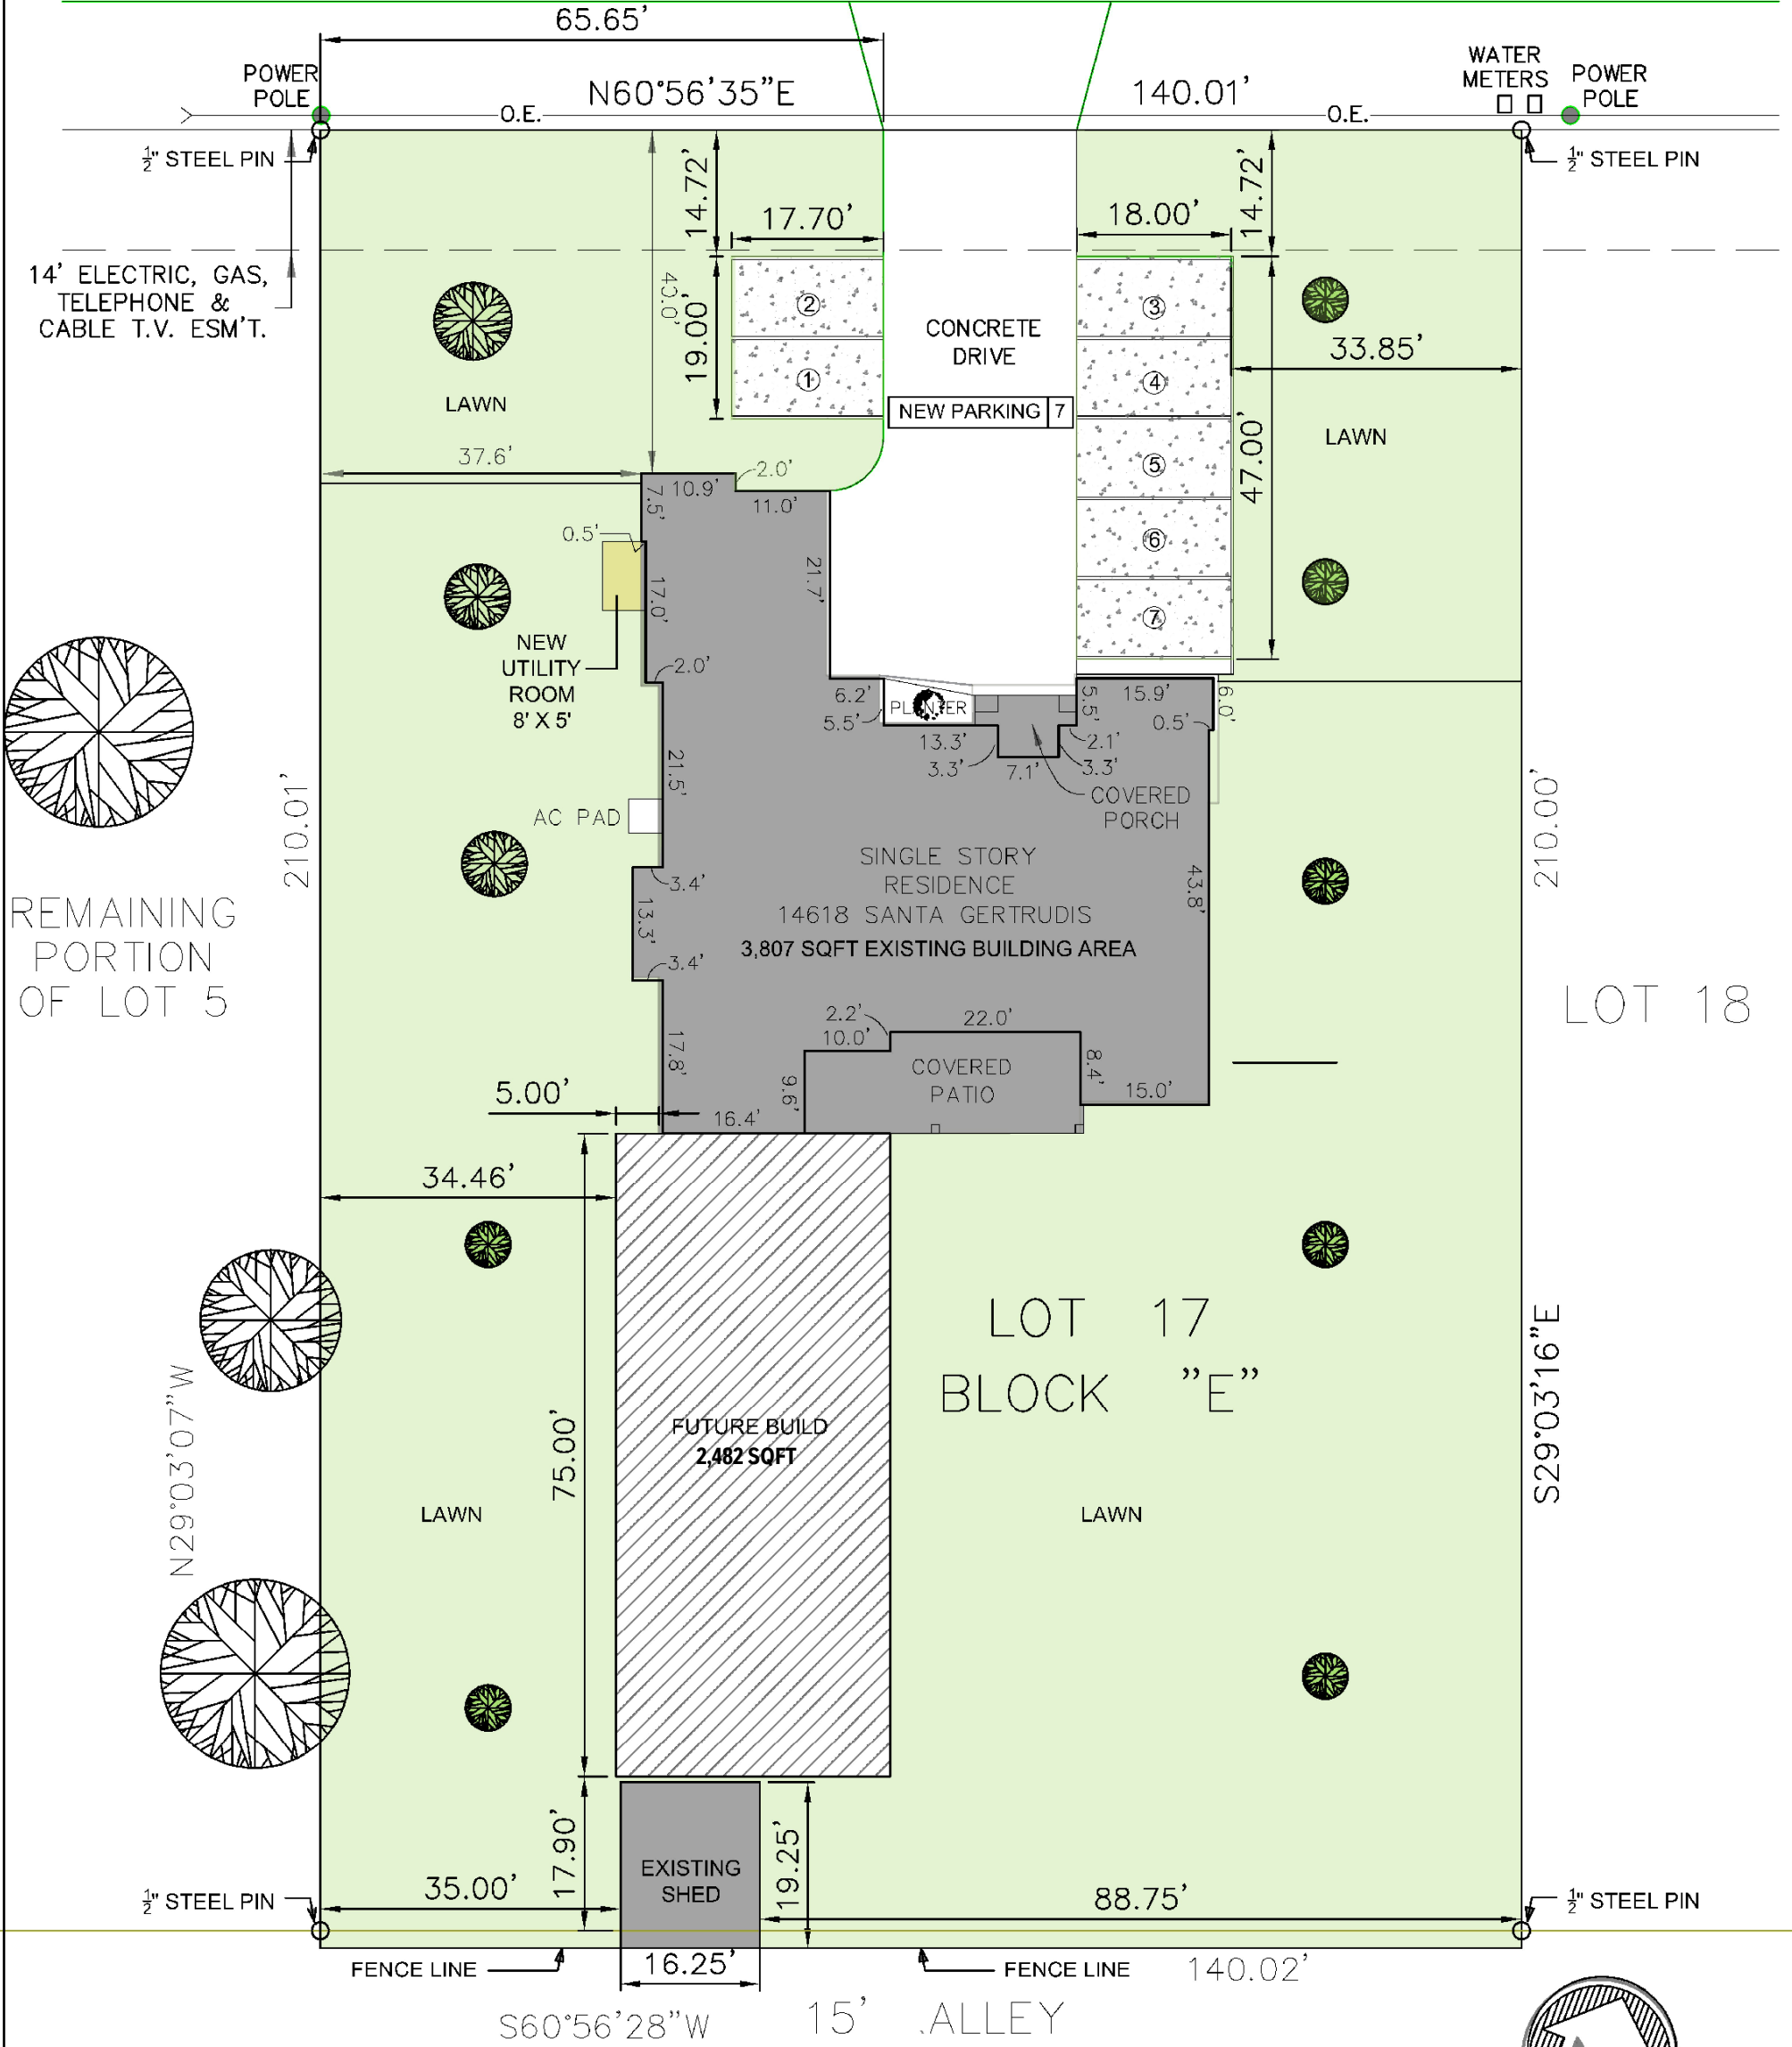 65.65'
POWER
POLE
N60°56'35"E
140.01'
WATER
METERS
POWER
POLE
O.E.
O.E.
½" STEEL PIN
½" STEEL PIN
14.72'
14.72'
17.70'
18.00'
14' ELECTRIC, GAS,
TELEPHONE &
CABLE T.V. ESM'T.
40.0'
19.00'
2
1
CONCRETE
DRIVE
3
4
5
6
7
33.85'
LAWN
NEW PARKING 7
LAWN
47.00'
37.6'
2.0'
10.9'
11.0'
7.5'
0.5'
17.0'
21.7'
NEW
UTILITY
ROOM
8' X 5'
2.0'
6.2'
5.5'
PLANTER
5.5'
15.9'
6.0'
0.5'
13.3'
2.1'
3.3'
7.1'
3.3'
COVERED
PORCH
21.5'
AC PAD
210.01'
210.00'
SINGLE STORY
RESIDENCE
14618 SANTA GERTRUDIS
3,807 SQFT EXISTING BUILDING AREA
43.8'
3.4'
13.3'
3.4'
REMAINING
PORTION
OF LOT 5
LOT 18
17.8'
2.2'
10.0'
22.0'
COVERED
PATIO
9.6'
8.4'
15.0'
5.00'
16.4'
34.46'
LOT 17
BLOCK "E"
S29°03'16"E
N29°03'07"W
75.00'
FUTURE BUILD
2,482 SQFT
LAWN
LAWN
17.90'
19.25'
EXISTING
SHED
½" STEEL PIN
35.00'
88.75'
½" STEEL PIN
FENCE LINE
16.25'
FENCE LINE
140.02'
S60°56'28"W
15' .ALLEY